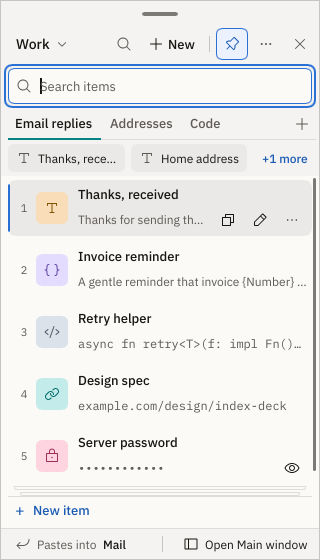 Work
New
Search items
Email replies Addresses Code
T Thanks, rece... T Home address +1 more
1 T Thanks, received
Thanks for sending th...
2 { } Invoice reminder
A gentle reminder that invoice {Number} ...
3 </> Retry helper
async fn retry<T>(f: impl Fn()...
4 Design spec
example.com/design/index-deck
5 Server password
••••••••••••
+ New item
Pastes into Mail Open Main window